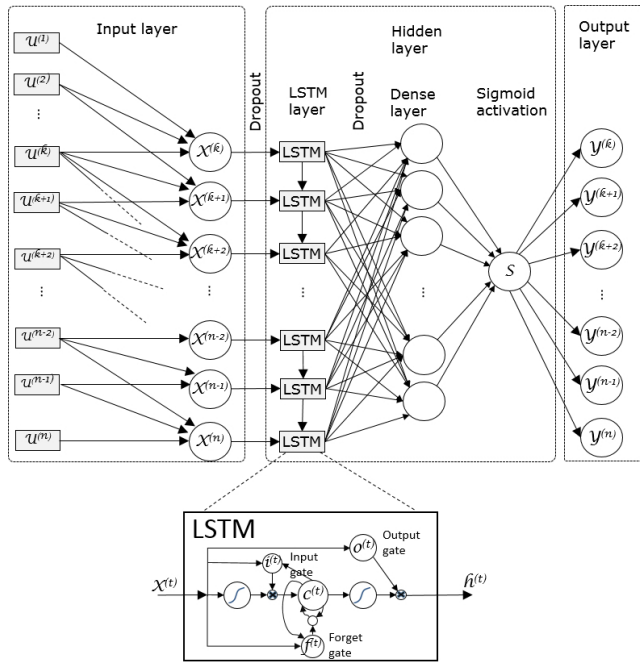 Input layer
Dropout
LSTM
layer
Dropout
Hidden
layer
Dense
layer
Sigmoid
activation
Output
layer
u(1)
u(2)
⋮
u(k)
u(k+1)
u(k+2)
⋮
u(n-2)
u(n-1)
u(n)
x(k)
x(k+1)
x(k+2)
⋮
x(n-2)
x(n-1)
x(n)
LSTM
LSTM
LSTM
⋮
LSTM
LSTM
LSTM
⋮
S
y(k)
y(k+1)
y(k+2)
⋮
y(n-2)
y(n-1)
y(n)
LSTM
x(t)
i(t)
Input
gate
o(t)
Output
gate
c(t)
f(t)
Forget
gate
h(t)